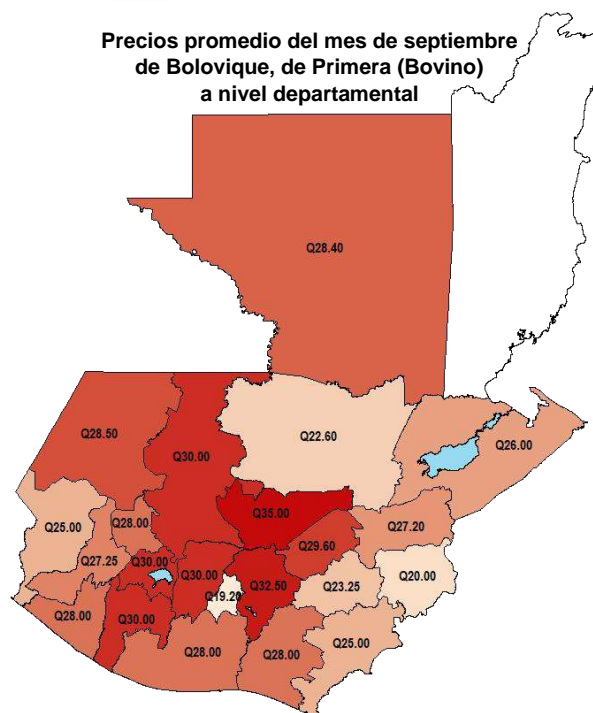 Precios promedio del mes de septiembre
de Bolovique, de Primera (Bovino)
a nivel departamental
Q28.40
Q28.50
Q30.00
Q22.60
Q26.00
Q35.00
Q25.00
Q28.00
Q27.20
Q29.60
Q27.25
Q30.00
Q30.00
Q32.50
Q23.25
Q20.00
Q19.20
Q28.00
Q30.00
Q28.00
Q28.00
Q25.00